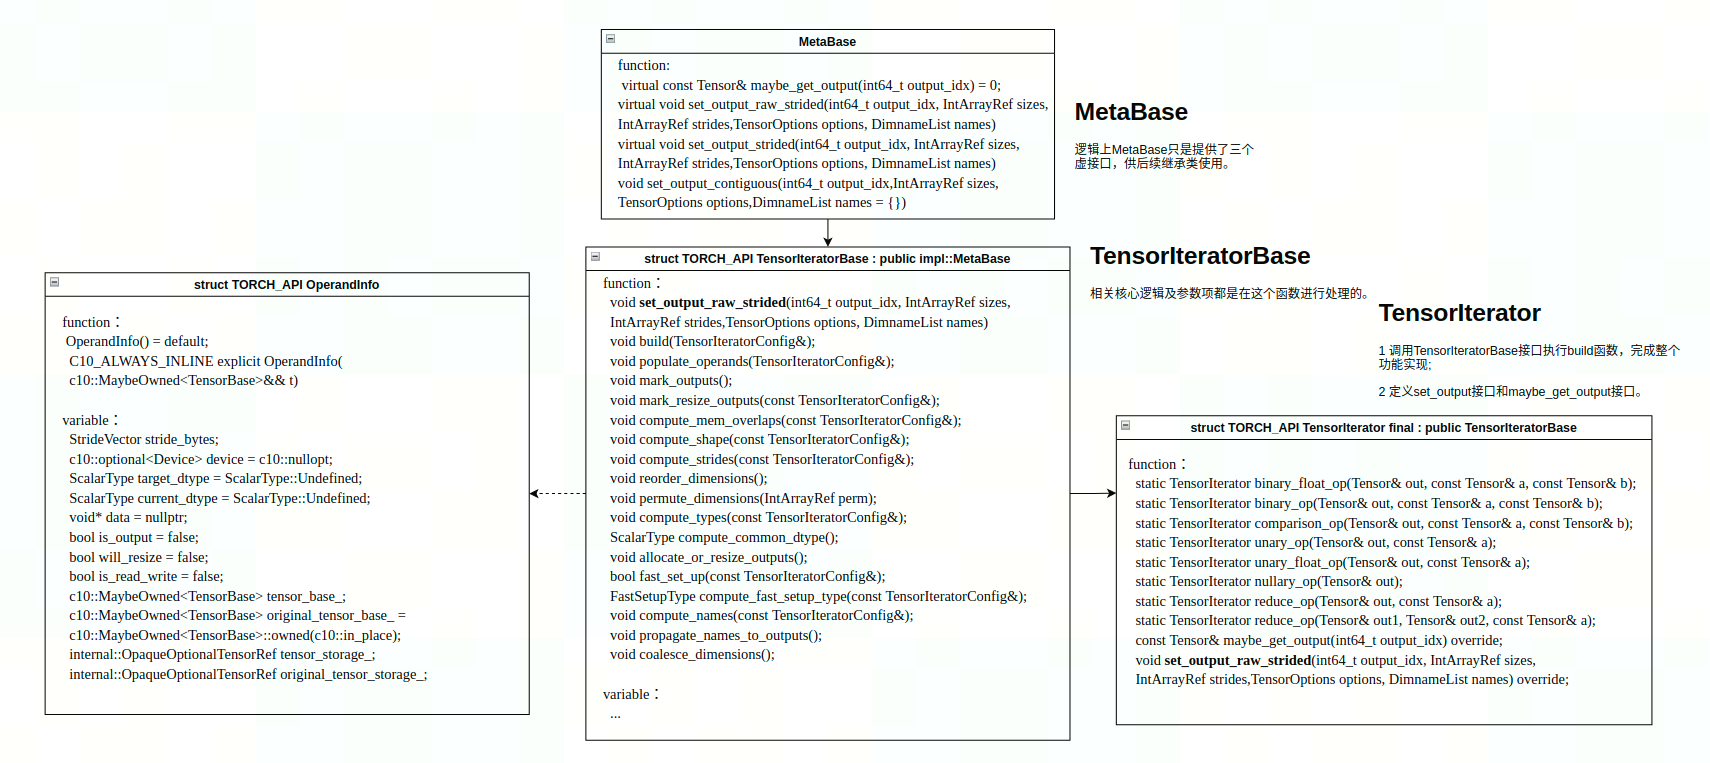 MetaBase
function:
virtual const Tensor& maybe_get_output(int64_t output_idx) = 0;
virtual void set_output_raw_strided(int64_t output_idx, IntArrayRef sizes,
IntArrayRef strides,TensorOptions options, DimnameList names)
virtual void set_output_strided(int64_t output_idx, IntArrayRef sizes,
IntArrayRef strides,TensorOptions options, DimnameList names)
void set_output_contiguous(int64_t output_idx,IntArrayRef sizes,
TensorOptions options,DimnameList names = {})
MetaBase
逻辑上MetaBase只是提供了三个
虚接口，供后续继承类使用。
struct TORCH_API OperandInfo
function：
OperandInfo() = default;
C10_ALWAYS_INLINE explicit OperandInfo(
c10::MaybeOwned<TensorBase>&& t)
variable：
StrideVector stride_bytes;
c10::optional<Device> device = c10::nullopt;
ScalarType target_dtype = ScalarType::Undefined;
ScalarType current_dtype = ScalarType::Undefined;
void* data = nullptr;
bool is_output = false;
bool will_resize = false;
bool is_read_write = false;
c10::MaybeOwned<TensorBase> tensor_base_;
c10::MaybeOwned<TensorBase> original_tensor_base_ =
c10::MaybeOwned<TensorBase>::owned(c10::in_place);
internal::OpaqueOptionalTensorRef tensor_storage_;
internal::OpaqueOptionalTensorRef original_tensor_storage_;
struct TORCH_API TensorIteratorBase : public impl::MetaBase
function：
void set_output_raw_strided(int64_t output_idx, IntArrayRef sizes,
IntArrayRef strides,TensorOptions options, DimnameList names)
void build(TensorIteratorConfig&);
void populate_operands(TensorIteratorConfig&);
void mark_outputs();
void mark_resize_outputs(const TensorIteratorConfig&);
void compute_mem_overlaps(const TensorIteratorConfig&);
void compute_shape(const TensorIteratorConfig&);
void compute_strides(const TensorIteratorConfig&);
void reorder_dimensions();
void permute_dimensions(IntArrayRef perm);
void compute_types(const TensorIteratorConfig&);
ScalarType compute_common_dtype();
void allocate_or_resize_outputs();
bool fast_set_up(const TensorIteratorConfig&);
FastSetupType compute_fast_setup_type(const TensorIteratorConfig&);
void compute_names(const TensorIteratorConfig&);
void propagate_names_to_outputs();
void coalesce_dimensions();
variable：
...
TensorIteratorBase
相关核心逻辑及参数项都是在这个函数进行处理的。
TensorIterator
1 调用TensorIteratorBase接口执行build函数，完成整个
功能实现;
2 定义set_output接口和maybe_get_output接口。
struct TORCH_API TensorIterator final : public TensorIteratorBase
function：
static TensorIterator binary_float_op(Tensor& out, const Tensor& a, const Tensor& b);
static TensorIterator binary_op(Tensor& out, const Tensor& a, const Tensor& b);
static TensorIterator comparison_op(Tensor& out, const Tensor& a, const Tensor& b);
static TensorIterator unary_op(Tensor& out, const Tensor& a);
static TensorIterator unary_float_op(Tensor& out, const Tensor& a);
static TensorIterator nullary_op(Tensor& out);
static TensorIterator reduce_op(Tensor& out, const Tensor& a);
static TensorIterator reduce_op(Tensor& out1, Tensor& out2, const Tensor& a);
const Tensor& maybe_get_output(int64_t output_idx) override;
void set_output_raw_strided(int64_t output_idx, IntArrayRef sizes,
IntArrayRef strides,TensorOptions options, DimnameList names) override;